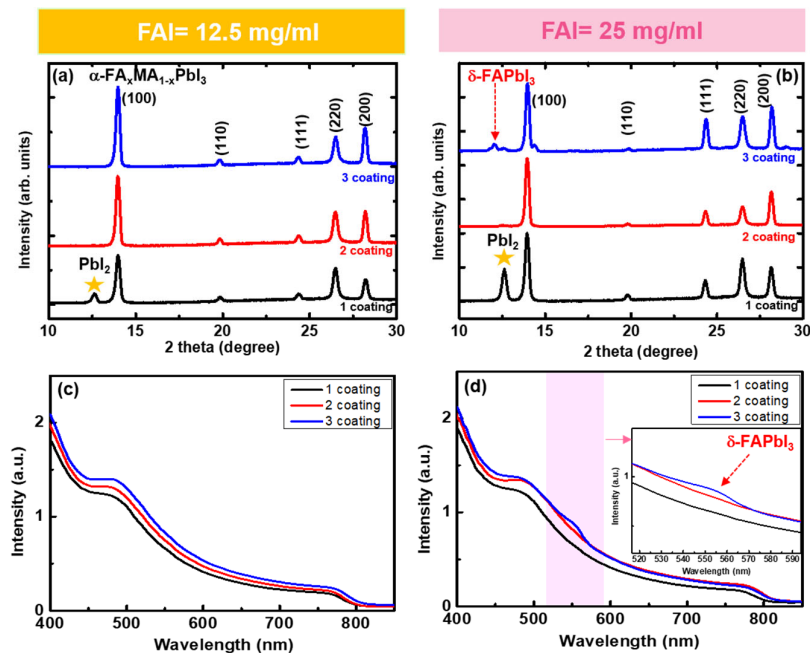 FAI= 12.5 mg/ml
FAI= 25 mg/ml
(a)
α-FAₓMA₁₋ₓPbI₃
(100)
(110)
(111)
(220)
(200)
3 coating
2 coating
PbI₂
1 coating
Intensity (arb. units)
10 15 20 25 30
2 theta (degree)
(b)
δ-FAPbI₃
(100)
(110)
(111)
(220)
(200)
3 coating
2 coating
PbI₂
1 coating
Intensity (arb. units)
10 15 20 25 30
2 theta (degree)
(c)
1 coating
2 coating
3 coating
Intensity (a.u.)
2
1
0
400 500 600 700 800
Wavelength (nm)
(d)
1 coating
2 coating
3 coating
Intensity (a.u.)
2
1
0
400 500 600 700 800
Wavelength (nm)
δ-FAPbI₃
Intensity (a.u.)
1
520 530 540 550 560 570 580 590
Wavelength (nm)